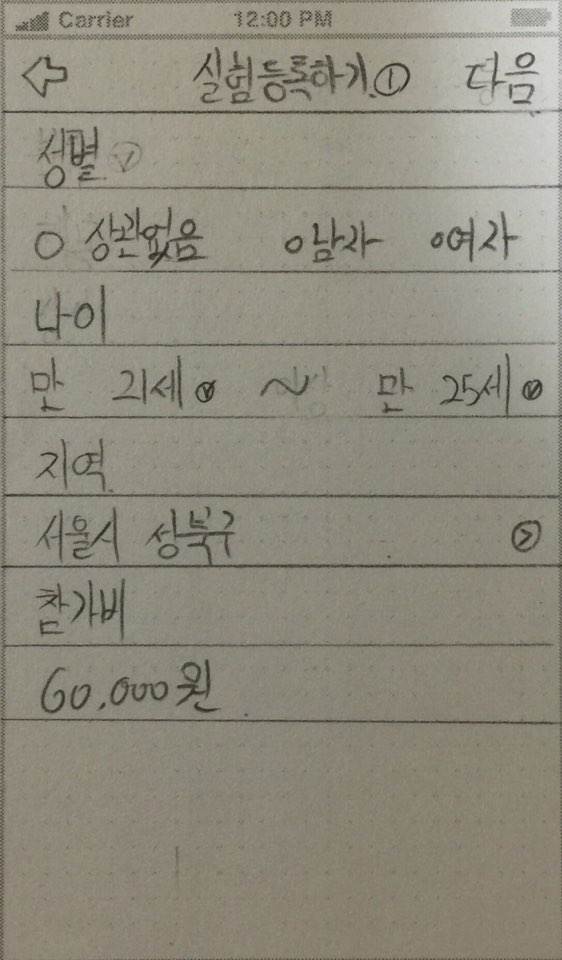 Carrier 12:00 PM
실험등록하기① 다음
성별
상관없음 남자 여자
나이
만 21세 ~ 만 25세
지역
서울시 성북구
참가비
60,000원